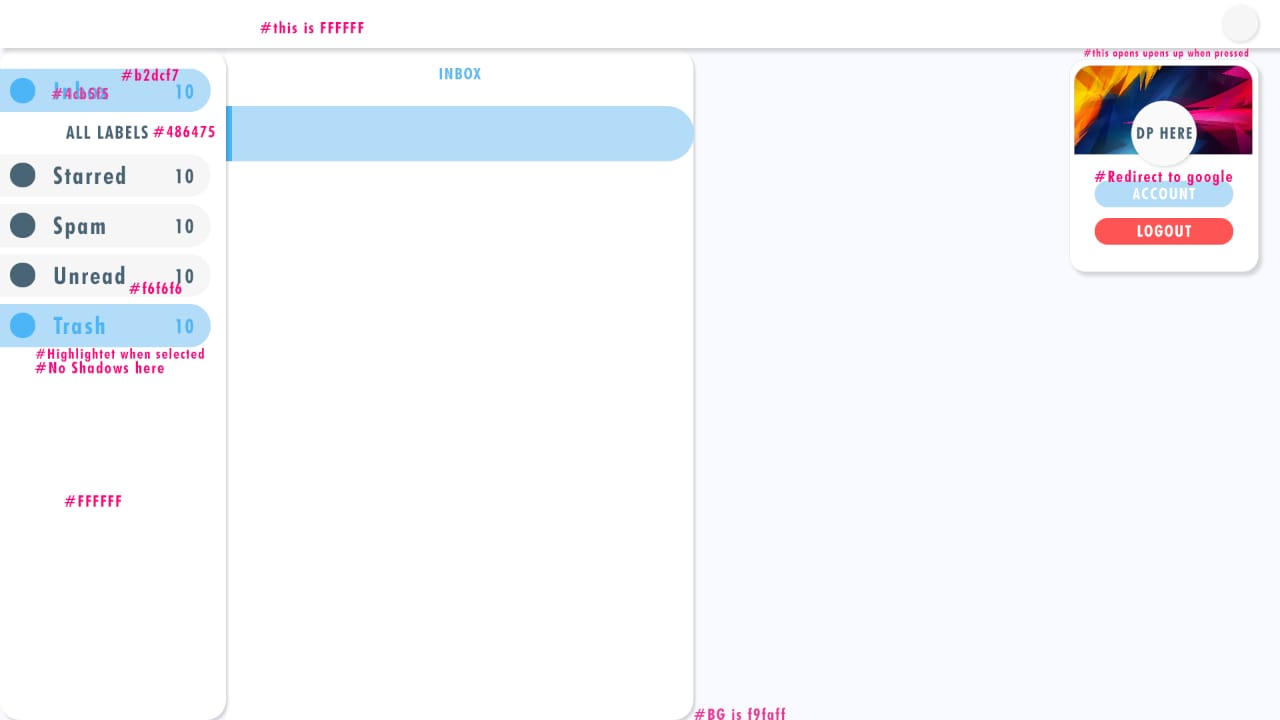 #this is FFFFFF
#this opens upens up when pressed
#b2dcf7
Inbox 10
#4cb5f5
ALL LABELS #486475
Starred 10
Spam 10
Unread 10
#f6f6f6
Trash 10
#Highlightet when selected
#No Shadows here
#FFFFFF
INBOX
DP HERE
#Redirect to google
ACCOUNT
LOGOUT
#BG is f9faff